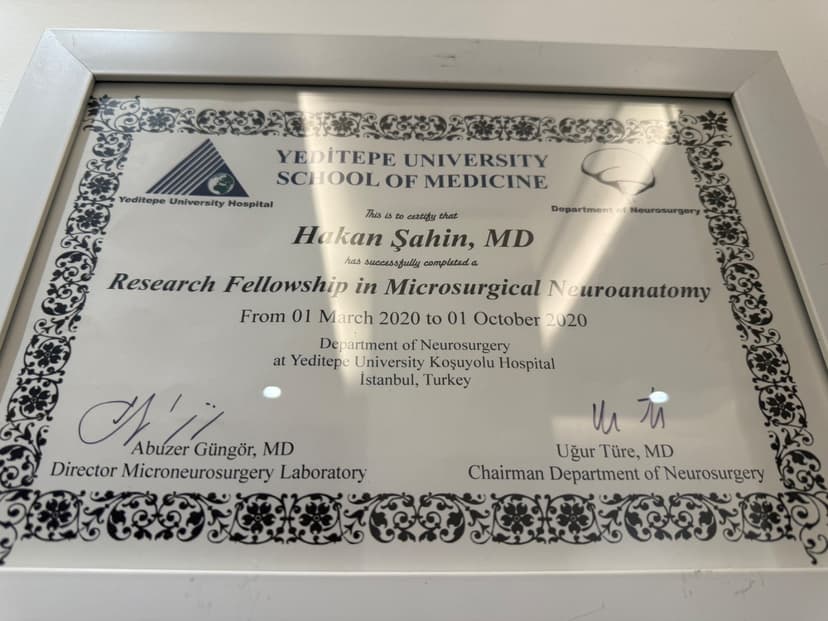 YEDİTEPE UNIVERSITY
SCHOOL OF MEDICINE
Yeditepe University Hospital
Department of Neurosurgery
This is to certify that
Hakan Şahin, MD
has successfully completed a
Research Fellowship in Microsurgical Neuroanatomy
From 01 March 2020 to 01 October 2020
Department of Neurosurgery
at Yeditepe University Koşuyolu Hospital
İstanbul, Turkey
Abuzer Güngör, MD
Director Microneurosurgery Laboratory
Uğur Türe, MD
Chairman Department of Neurosurgery